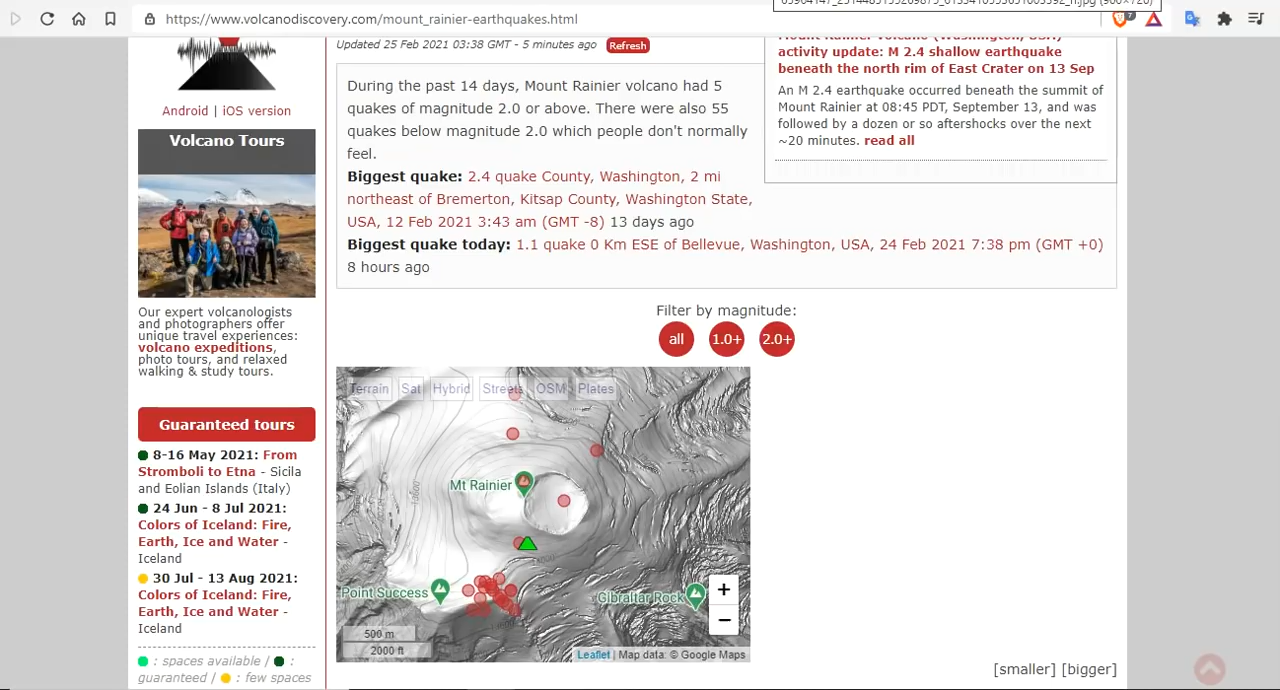 63904147_2314483155269873_6133410393631003392_n.jpg (960×720)
https://www.volcanodiscovery.com/mount_rainier-earthquakes.html
7
Updated 25 Feb 2021 03:38 GMT - 5 minutes ago
Refresh
activity update: M 2.4 shallow earthquake
beneath the north rim of East Crater on 13 Sep
An M 2.4 earthquake occurred beneath the summit of
Mount Rainier at 08:45 PDT, September 13, and was
followed by a dozen or so aftershocks over the next
~20 minutes. read all
During the past 14 days, Mount Rainier volcano had 5
quakes of magnitude 2.0 or above. There were also 55
quakes below magnitude 2.0 which people don't normally
feel.
Biggest quake: 2.4 quake County, Washington, 2 mi
northeast of Bremerton, Kitsap County, Washington State,
USA, 12 Feb 2021 3:43 am (GMT -8) 13 days ago
Biggest quake today: 1.1 quake 0 Km ESE of Bellevue, Washington, USA, 24 Feb 2021 7:38 pm (GMT +0)
8 hours ago
Android | iOS version
Volcano Tours
Our expert volcanologists
and photographers offer
unique travel experiences:
volcano expeditions,
photo tours, and relaxed
walking & study tours.
Guaranteed tours
8-16 May 2021: From
Stromboli to Etna - Sicila
and Eolian Islands (Italy)
24 Jun - 8 Jul 2021:
Colors of Iceland: Fire,
Earth, Ice and Water -
Iceland
30 Jul - 13 Aug 2021:
Colors of Iceland: Fire,
Earth, Ice and Water -
Iceland
: spaces available / :
guaranteed / : few spaces
Filter by magnitude:
all 1.0+ 2.0+
Terrain Sat Hybrid Streets OSM Plates
Mt Rainier
Point Success
Gibraltar Rock
+
−
500 m
2000 ft
Leaflet | Map data: © Google Maps
[smaller] [bigger]